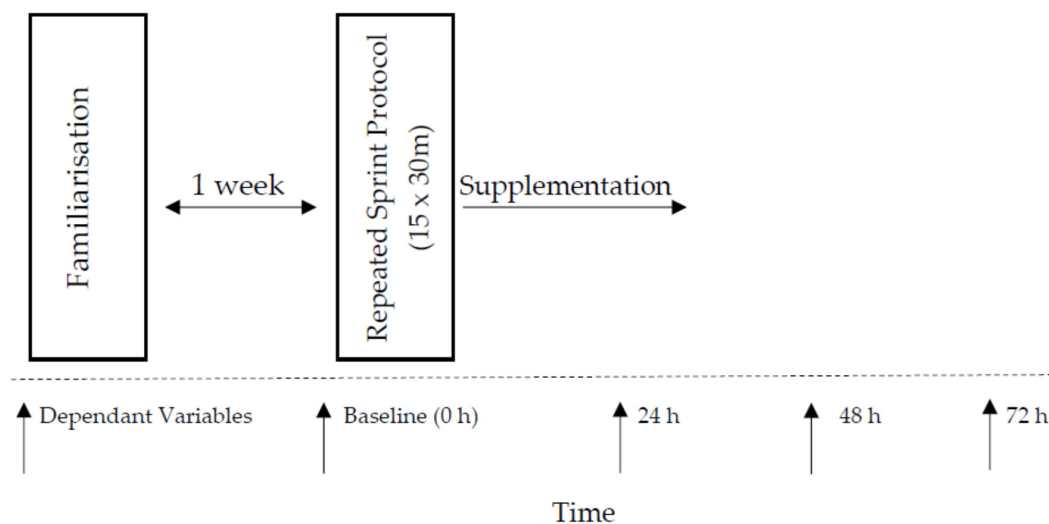 Familiarisation
1 week
Repeated Sprint Protocol
(15 x 30m)
Supplementation
Dependant Variables
Baseline (0 h)
24 h
48 h
72 h
Time